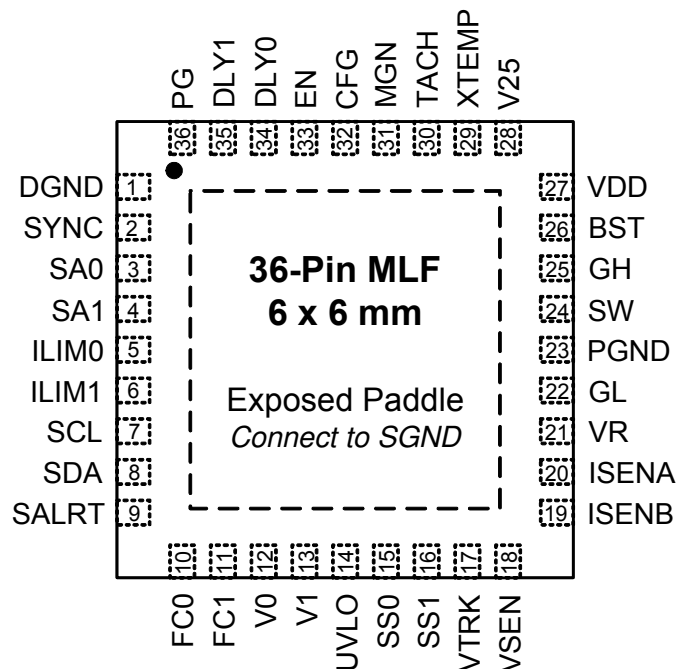 PG
DLY1
DLY0
EN
CFG
MGN
TACH
XTEMP
V25
36
35
34
33
32
31
30
29
28
DGND 1
SYNC 2
SA0 3
SA1 4
ILIM0 5
ILIM1 6
SCL 7
SDA 8
SALRT 9
36-Pin MLF
6 x 6 mm
Exposed Paddle
Connect to SGND
27 VDD
26 BST
25 GH
24 SW
23 PGND
22 GL
21 VR
20 ISENA
19 ISENB
10
11
12
13
14
15
16
17
18
FC0
FC1
V0
V1
UVLO
SS0
SS1
VTRK
VSEN